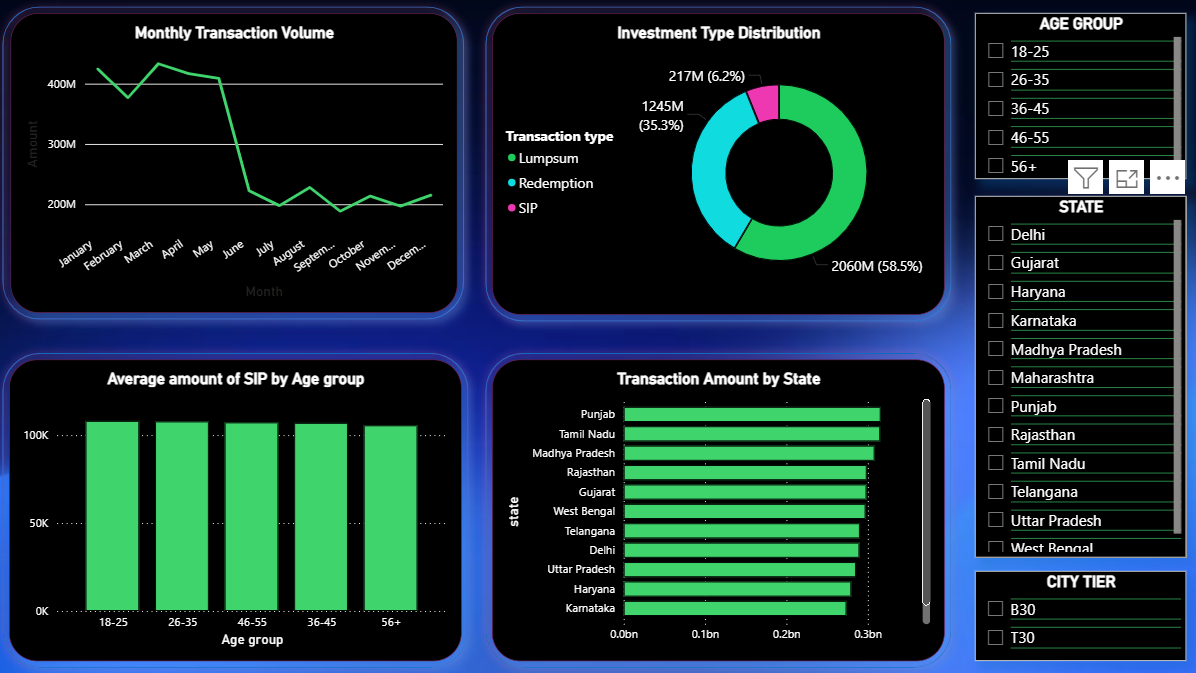 Monthly Transaction Volume
Amount
400M
300M
200M
January
February
March
April
May
June
July
August
Septem...
October
Novem...
Decem...
Month
Investment Type Distribution
Transaction type
Lumpsum
Redemption
SIP
217M (6.2%)
1245M
(35.3%)
2060M (58.5%)
Average amount of SIP by Age group
100K
50K
0K
18-25
26-35
46-55
36-45
56+
Age group
Transaction Amount by State
state
Punjab
Tamil Nadu
Madhya Pradesh
Rajasthan
Gujarat
West Bengal
Telangana
Delhi
Uttar Pradesh
Haryana
Karnataka
0.0bn
0.1bn
0.2bn
0.3bn
AGE GROUP
18-25
26-35
36-45
46-55
56+
STATE
Delhi
Gujarat
Haryana
Karnataka
Madhya Pradesh
Maharashtra
Punjab
Rajasthan
Tamil Nadu
Telangana
Uttar Pradesh
West Bengal
CITY TIER
B30
T30